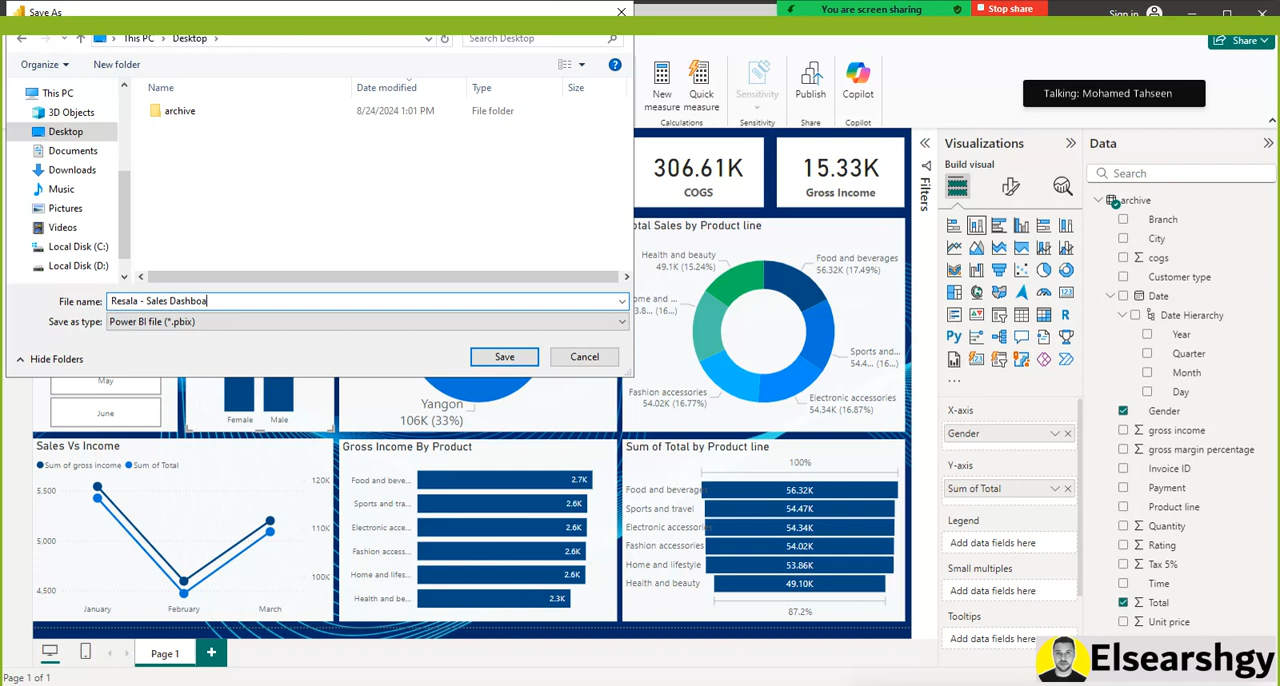 Save As
You are screen sharing
Stop share
Sign in
This PC > Desktop >
Search Desktop
Share
Organize
New folder
This PC
3D Objects
Desktop
Documents
Downloads
Music
Pictures
Videos
Local Disk (C:)
Local Disk (D:)
Name
Date modified
Type
Size
archive
8/24/2024 1:01 PM
File folder
File name:
Resala - Sales Dashboa
Save as type:
Power BI file (*.pbix)
Hide Folders
Save
Cancel
New measure
Quick measure
Calculations
Sensitivity
Sensitivity
Publish
Share
Copilot
Copilot
Talking: Mohamed Tahseen
306.61K
COGS
15.33K
Gross Income
otal Sales by Product line
Health and beauty
49.1K (15.24%)
Food and beverages
56.32K (17.49%)
ome and ...
3.8... (16...
Sports and...
54.4... (16...
Fashion accessories
54.02K (16.77%)
Electronic accessories
54.34K (16.87%)
May
June
Female
Male
Yangon
106K (33%)
Sales Vs Income
Sum of gross income
Sum of Total
5,500
5,000
4,500
120K
110K
100K
January
February
March
Gross Income By Product
Food and beve...
2.7K
Sports and tra...
2.6K
Electronic acce...
2.6K
Fashion access...
2.6K
Home and lifes...
2.6K
Health and be...
2.3K
Sum of Total by Product line
100%
Food and beverages
56.32K
Sports and travel
54.47K
Electronic accessories
54.34K
Fashion accessories
54.02K
Home and lifestyle
53.86K
Health and beauty
49.10K
87.2%
Filters
Visualizations
Build visual
R
Py
123
...
X-axis
Gender
Y-axis
Sum of Total
Legend
Add data fields here
Small multiples
Add data fields here
Tooltips
Add data fields here
Data
Search
archive
Branch
City
Σ cogs
Customer type
Date
Date Hierarchy
Year
Quarter
Month
Day
Gender
Σ gross income
Σ gross margin percentage
Invoice ID
Payment
Product line
Σ Quantity
Σ Rating
Σ Tax 5%
Time
Σ Total
Σ Unit price
Page 1
+
Page 1 of 1
Elsearshgy